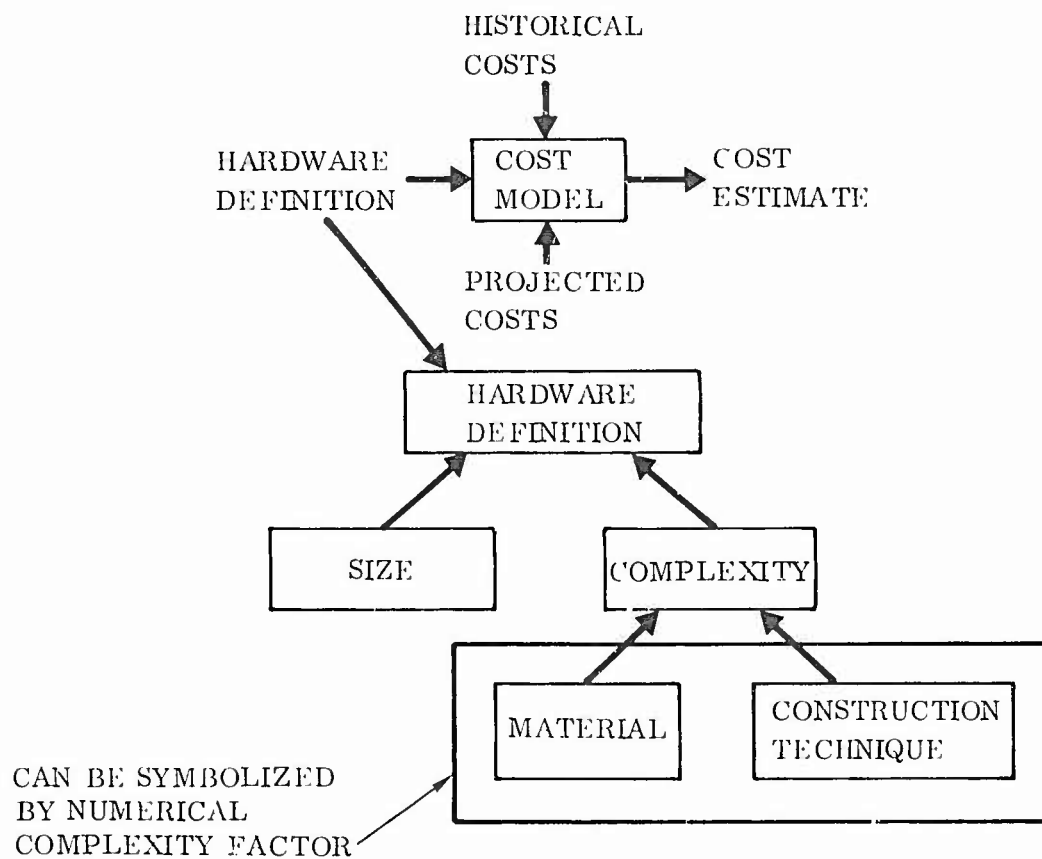 HISTORICAL
COSTS
HARDWARE
DEFINITION
COST
MODEL
COST
ESTIMATE
PROJECTED
COSTS
HARDWARE
DEFINITION
SIZE
COMPLEXITY
MATERIAL
CONSTRUCTION
TECHNIQUE
CAN BE SYMBOLIZED
BY NUMERICAL
COMPLEXITY FACTOR